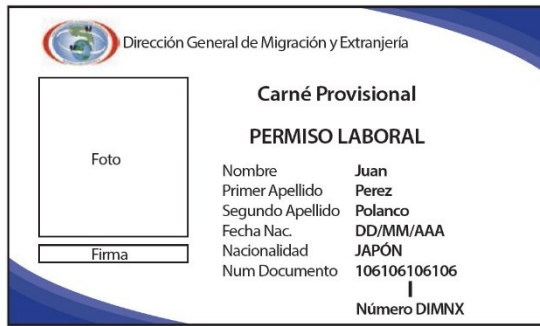 Dirección General de Migración y Extranjería
Carné Provisional
PERMISO LABORAL
Foto
Nombre Juan
Primer Apellido Perez
Segundo Apellido Polanco
Fecha Nac. DD/MM/AAA
Firma
Nacionalidad JAPÓN
Num Documento 106106106106
Número DIMNX